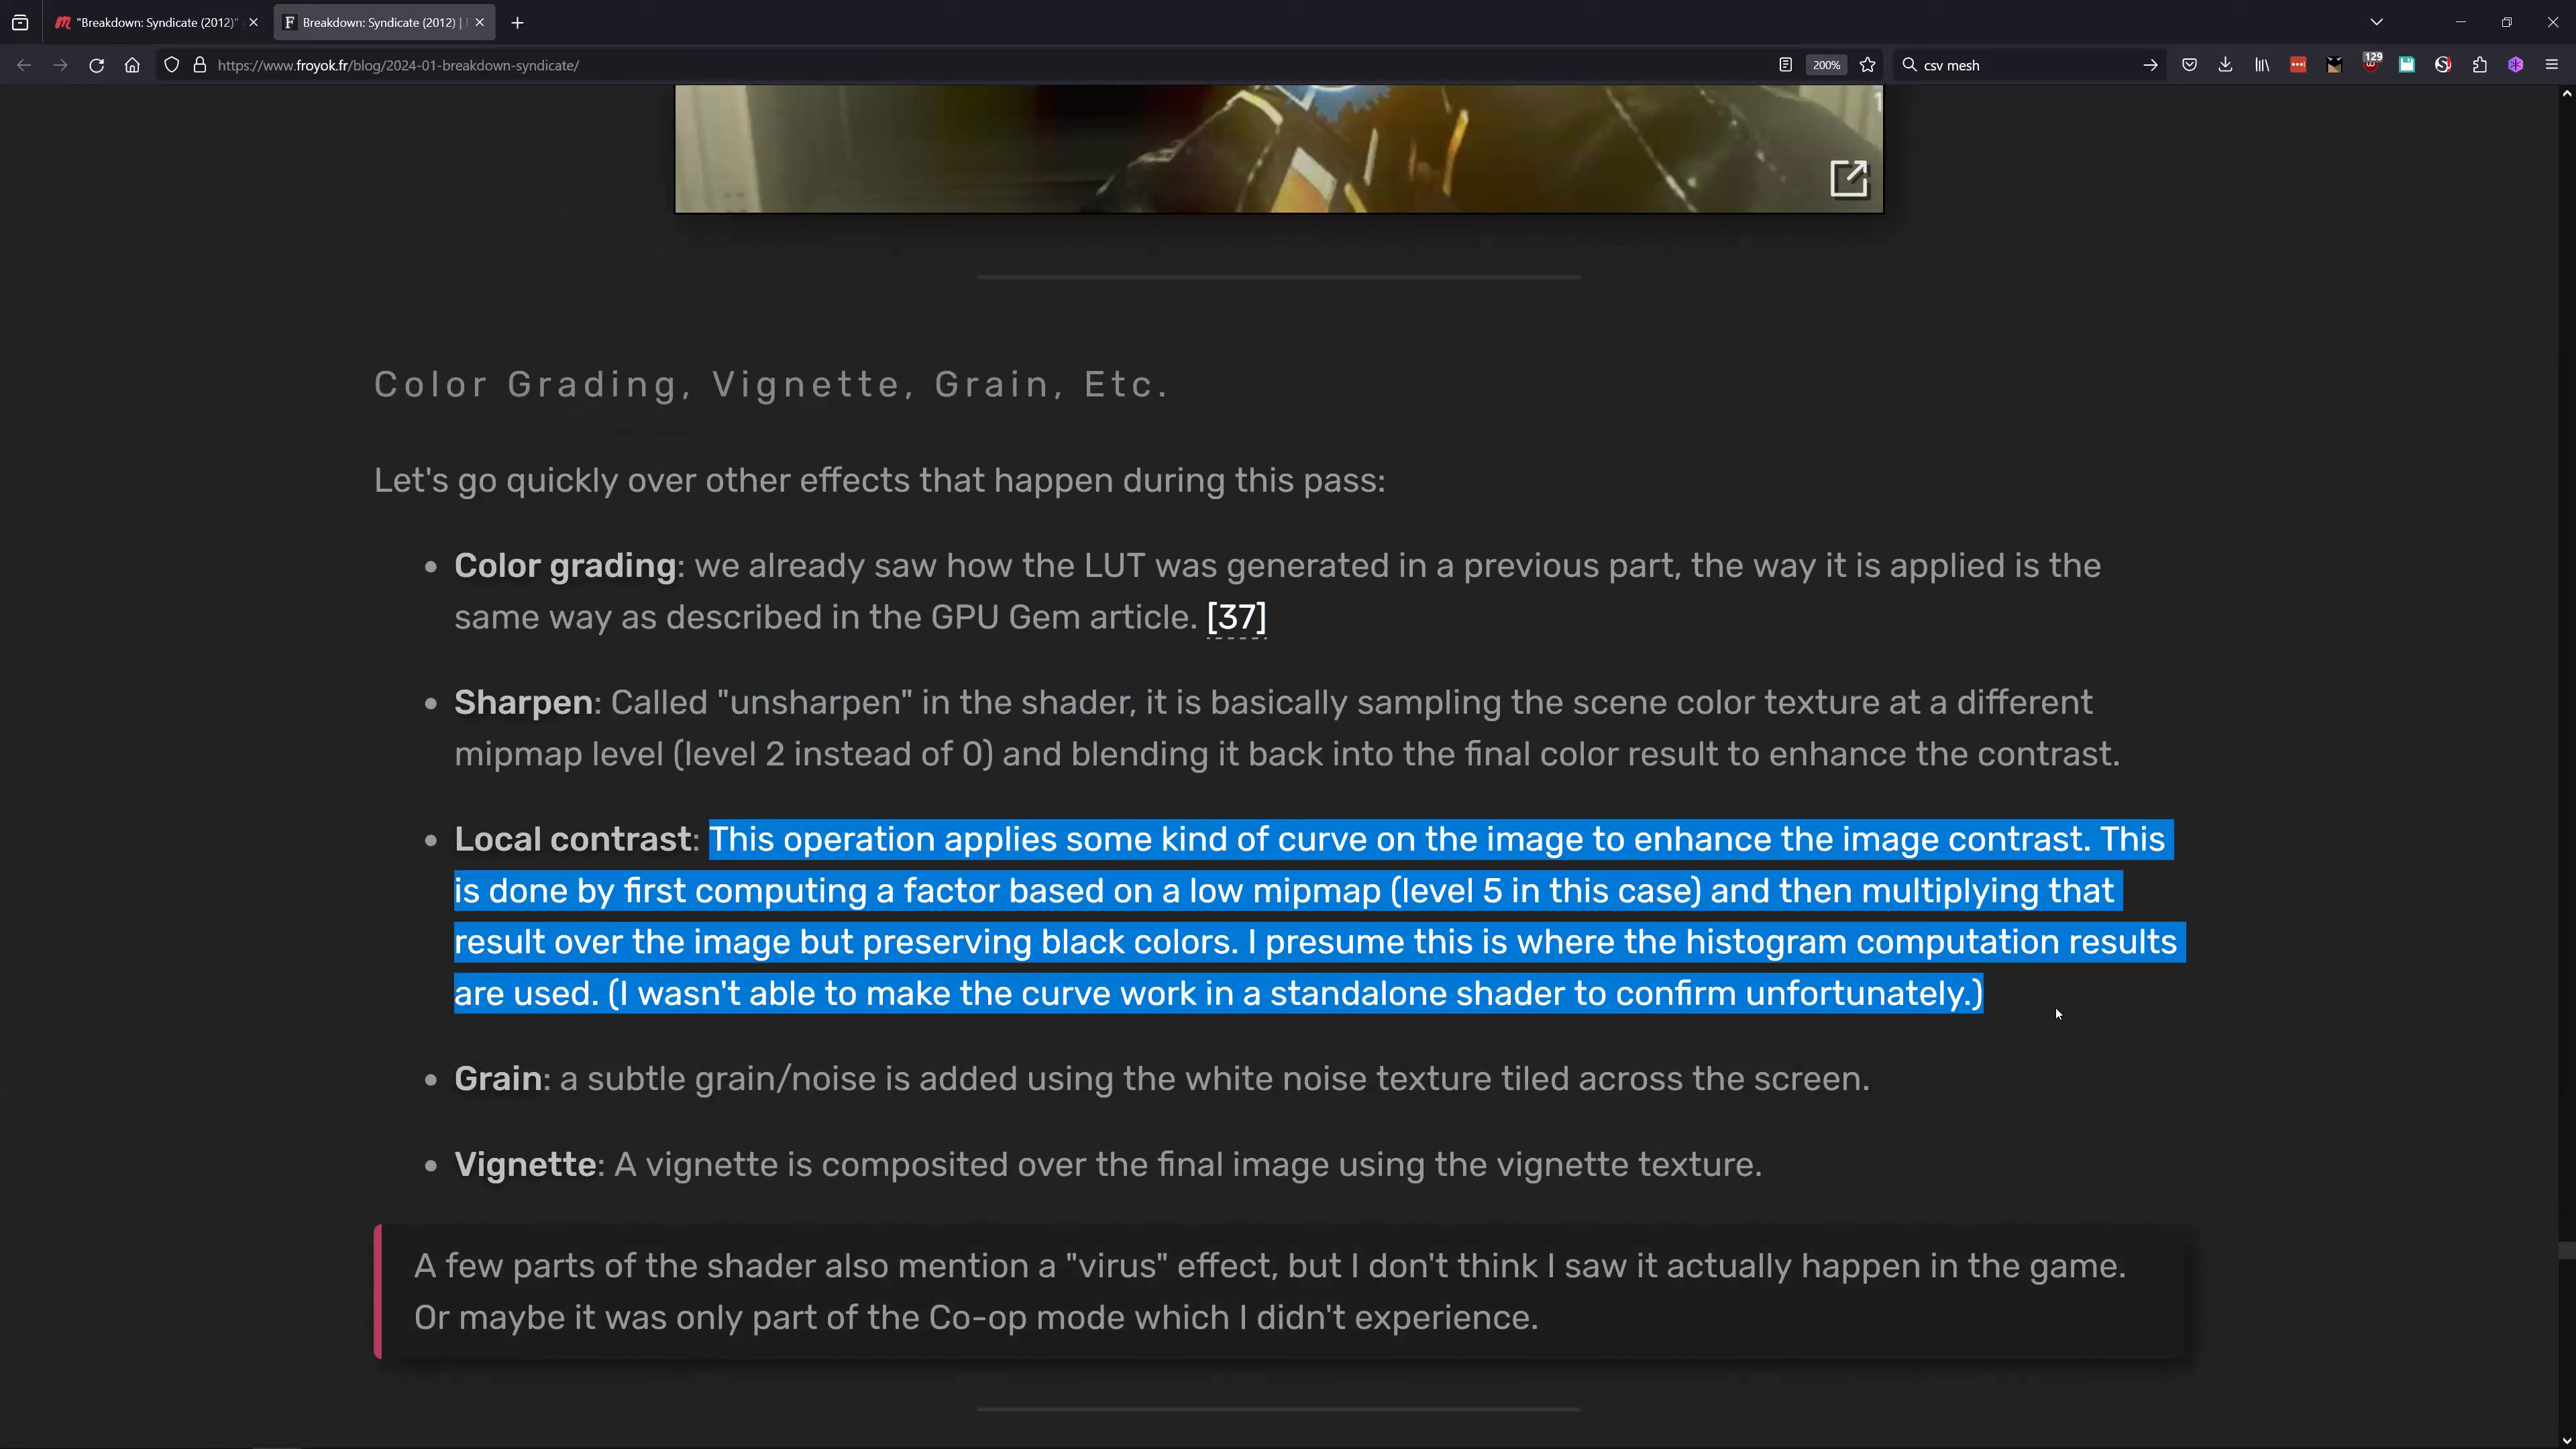 "Breakdown: Syndicate (2012)"
Breakdown: Syndicate (2012) |
https://www.froyok.fr/blog/2024-01-breakdown-syndicate/
200%
csv mesh
129
Color Grading, Vignette, Grain, Etc.
Let's go quickly over other effects that happen during this pass:
• Color grading: we already saw how the LUT was generated in a previous part, the way it is applied is the
same way as described in the GPU Gem article. [37]
• Sharpen: Called "unsharpen" in the shader, it is basically sampling the scene color texture at a different
mipmap level (level 2 instead of 0) and blending it back into the final color result to enhance the contrast.
• Local contrast: This operation applies some kind of curve on the image to enhance the image contrast. This
is done by first computing a factor based on a low mipmap (level 5 in this case) and then multiplying that
result over the image but preserving black colors. I presume this is where the histogram computation results
are used. (I wasn't able to make the curve work in a standalone shader to confirm unfortunately.)
• Grain: a subtle grain/noise is added using the white noise texture tiled across the screen.
• Vignette: A vignette is composited over the final image using the vignette texture.
A few parts of the shader also mention a "virus" effect, but I don't think I saw it actually happen in the game.
Or maybe it was only part of the Co-op mode which I didn't experience.